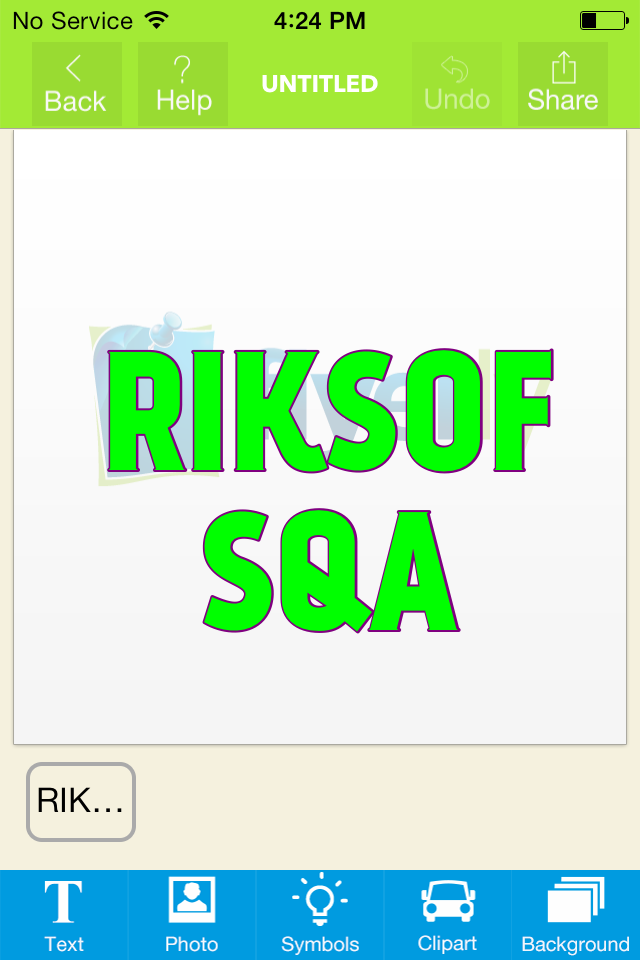 No Service 4:24 PM
Back Help UNTITLED Undo Share
RIKSOF
SQA
RIK...
Text Photo Symbols Clipart Background